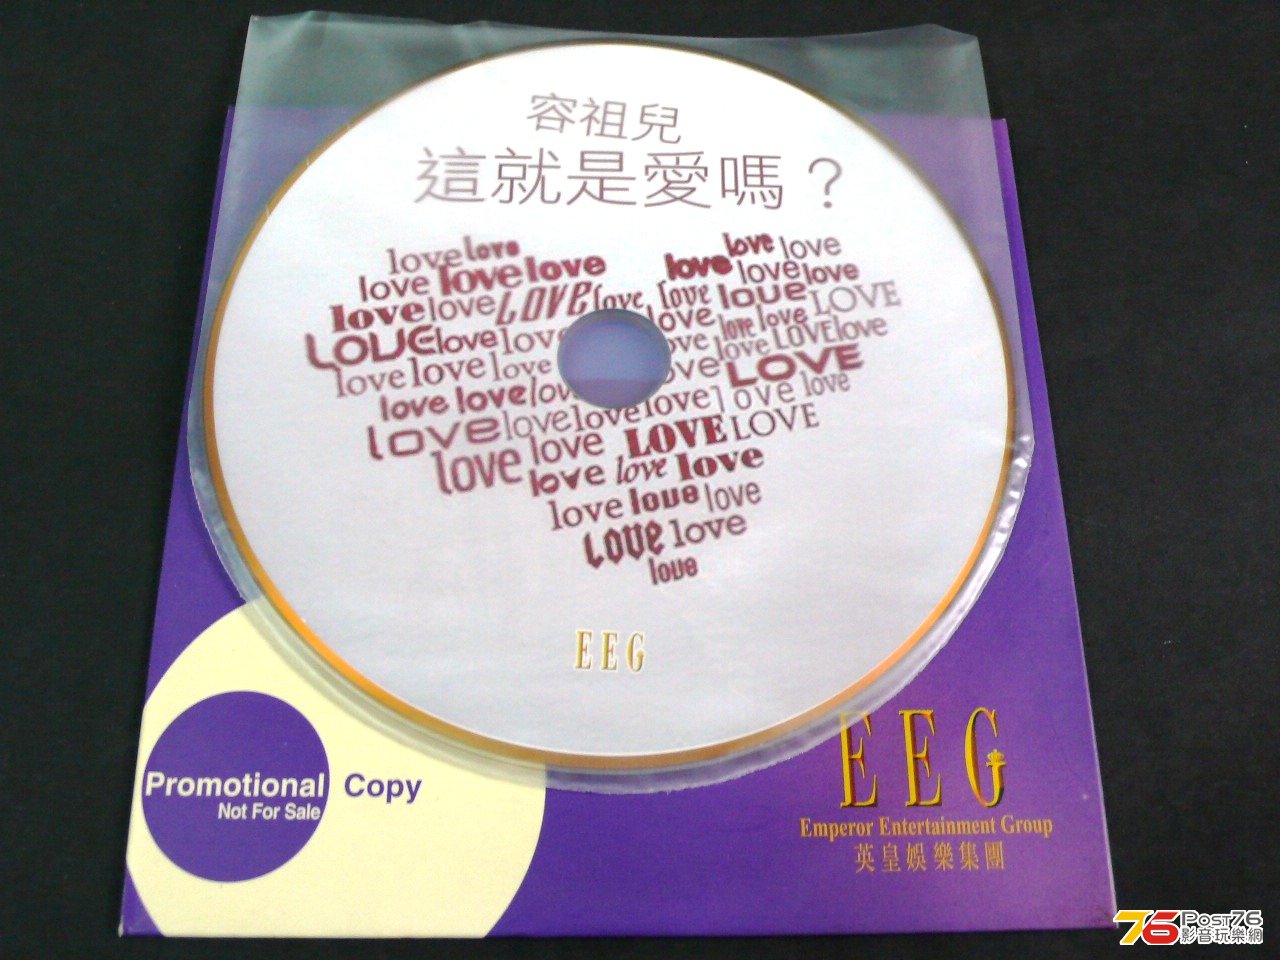 容祖兒
這就是愛嗎？
love love love love
love love love love love love
love love LOVE love love love LOVE
LOVE love love love love love LOVE love
love love love love LOVE
love love love love love
love love love love love
love love LOVE LOVE
love love love
love love love
LOVE love
love
EEG
EEG
Emperor Entertainment Group
英皇娛樂集團
Promotional Copy
Not For Sale
76 POST76
影音玩樂網